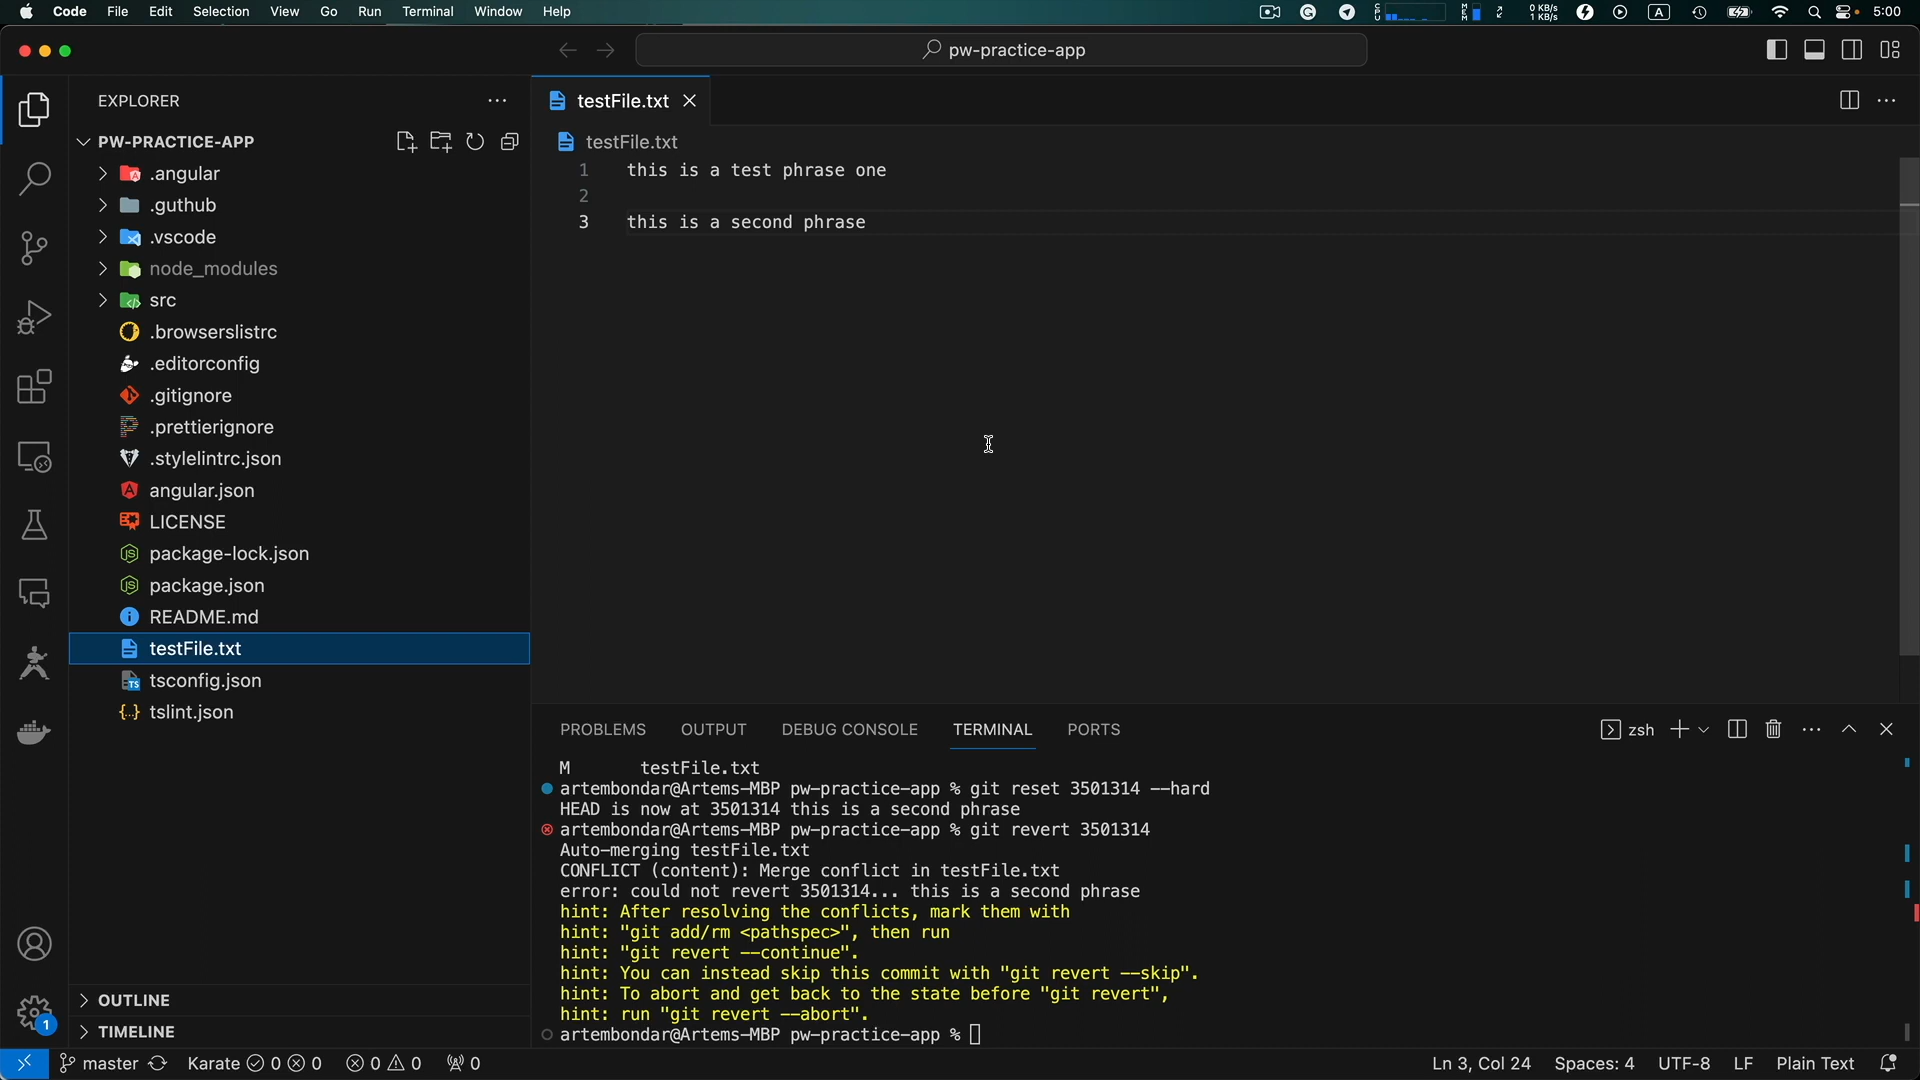 Code File Edit Selection View Go Run Terminal Window Help
CPU
MEM
0 KB/s
1 KB/s
A
5:00
pw-practice-app
EXPLORER
PW-PRACTICE-APP
.angular
.guthub
.vscode
node_modules
src
.browserslistrc
.editorconfig
.gitignore
.prettierignore
.stylelintrc.json
angular.json
LICENSE
package-lock.json
package.json
README.md
testFile.txt
tsconfig.json
tslint.json
OUTLINE
TIMELINE
1
testFile.txt
testFile.txt
1 this is a test phrase one
2
3 this is a second phrase
PROBLEMS OUTPUT DEBUG CONSOLE TERMINAL PORTS
zsh
M testFile.txt
artembondar@Artems-MBP pw-practice-app % git reset 3501314 --hard
HEAD is now at 3501314 this is a second phrase
artembondar@Artems-MBP pw-practice-app % git revert 3501314
Auto-merging testFile.txt
CONFLICT (content): Merge conflict in testFile.txt
error: could not revert 3501314... this is a second phrase
hint: After resolving the conflicts, mark them with
hint: "git add/rm <pathspec>", then run
hint: "git revert --continue".
hint: You can instead skip this commit with "git revert --skip".
hint: To abort and get back to the state before "git revert",
hint: run "git revert --abort".
artembondar@Artems-MBP pw-practice-app %
master Karate 0 0 0 0 0
Ln 3, Col 24 Spaces: 4 UTF-8 LF Plain Text